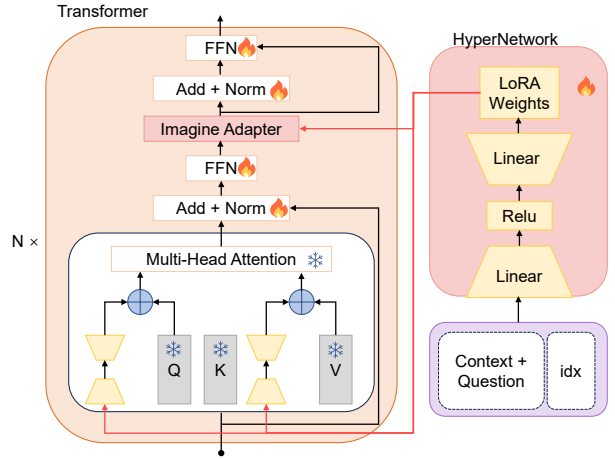 Transformer
FFN
Add + Norm
Imagine Adapter
FFN
Add + Norm
N ×
Multi-Head Attention
Q
K
V
HyperNetwork
LoRA
Weights
Linear
Relu
Linear
Context +
Question
idx